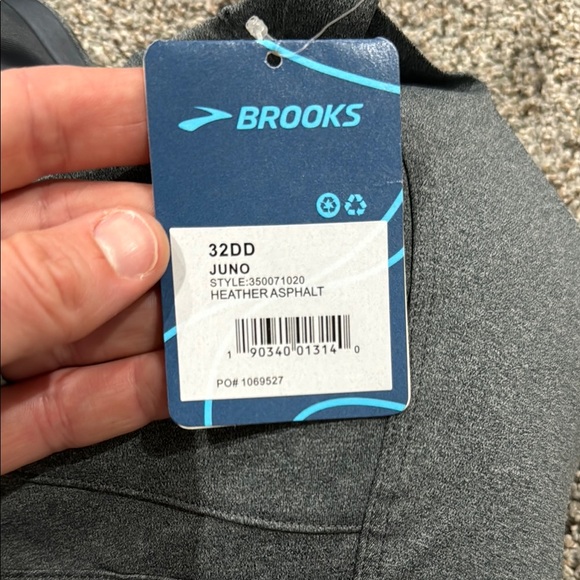 BROOKS
32DD
JUNO
STYLE:350071020
HEATHER ASPHALT
1 90340 01314 0
PO# 1069527